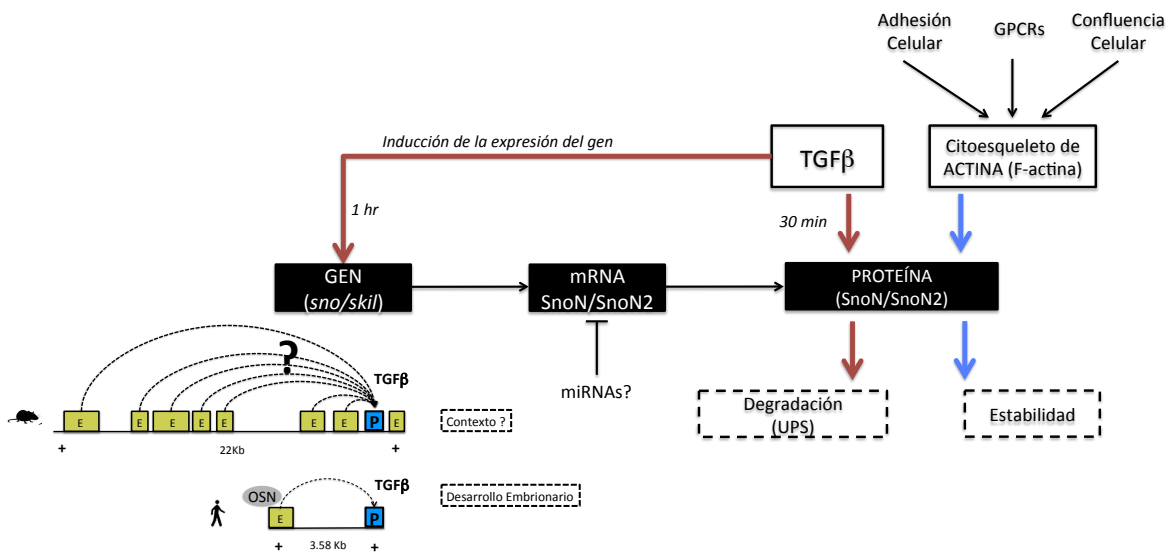 Adhesión
Celular
GPCRs
Confluencia
Celular
Inducción de la expresión del gen
TGFβ
Citoesqueleto de
ACTINA (F-actina)
1 hr
30 min
GEN
(sno/skil)
mRNA
SnoN/SnoN2
PROTEÍNA
(SnoN/SnoN2)
?
TGFβ
miRNAs?
Degradación
(UPS)
Estabilidad
E
E
E
E
E
E
E
P
E
Contexto ?
+
22Kb
+
OSN
TGFβ
Desarrollo Embrionario
E
P
+
3.58 Kb
+